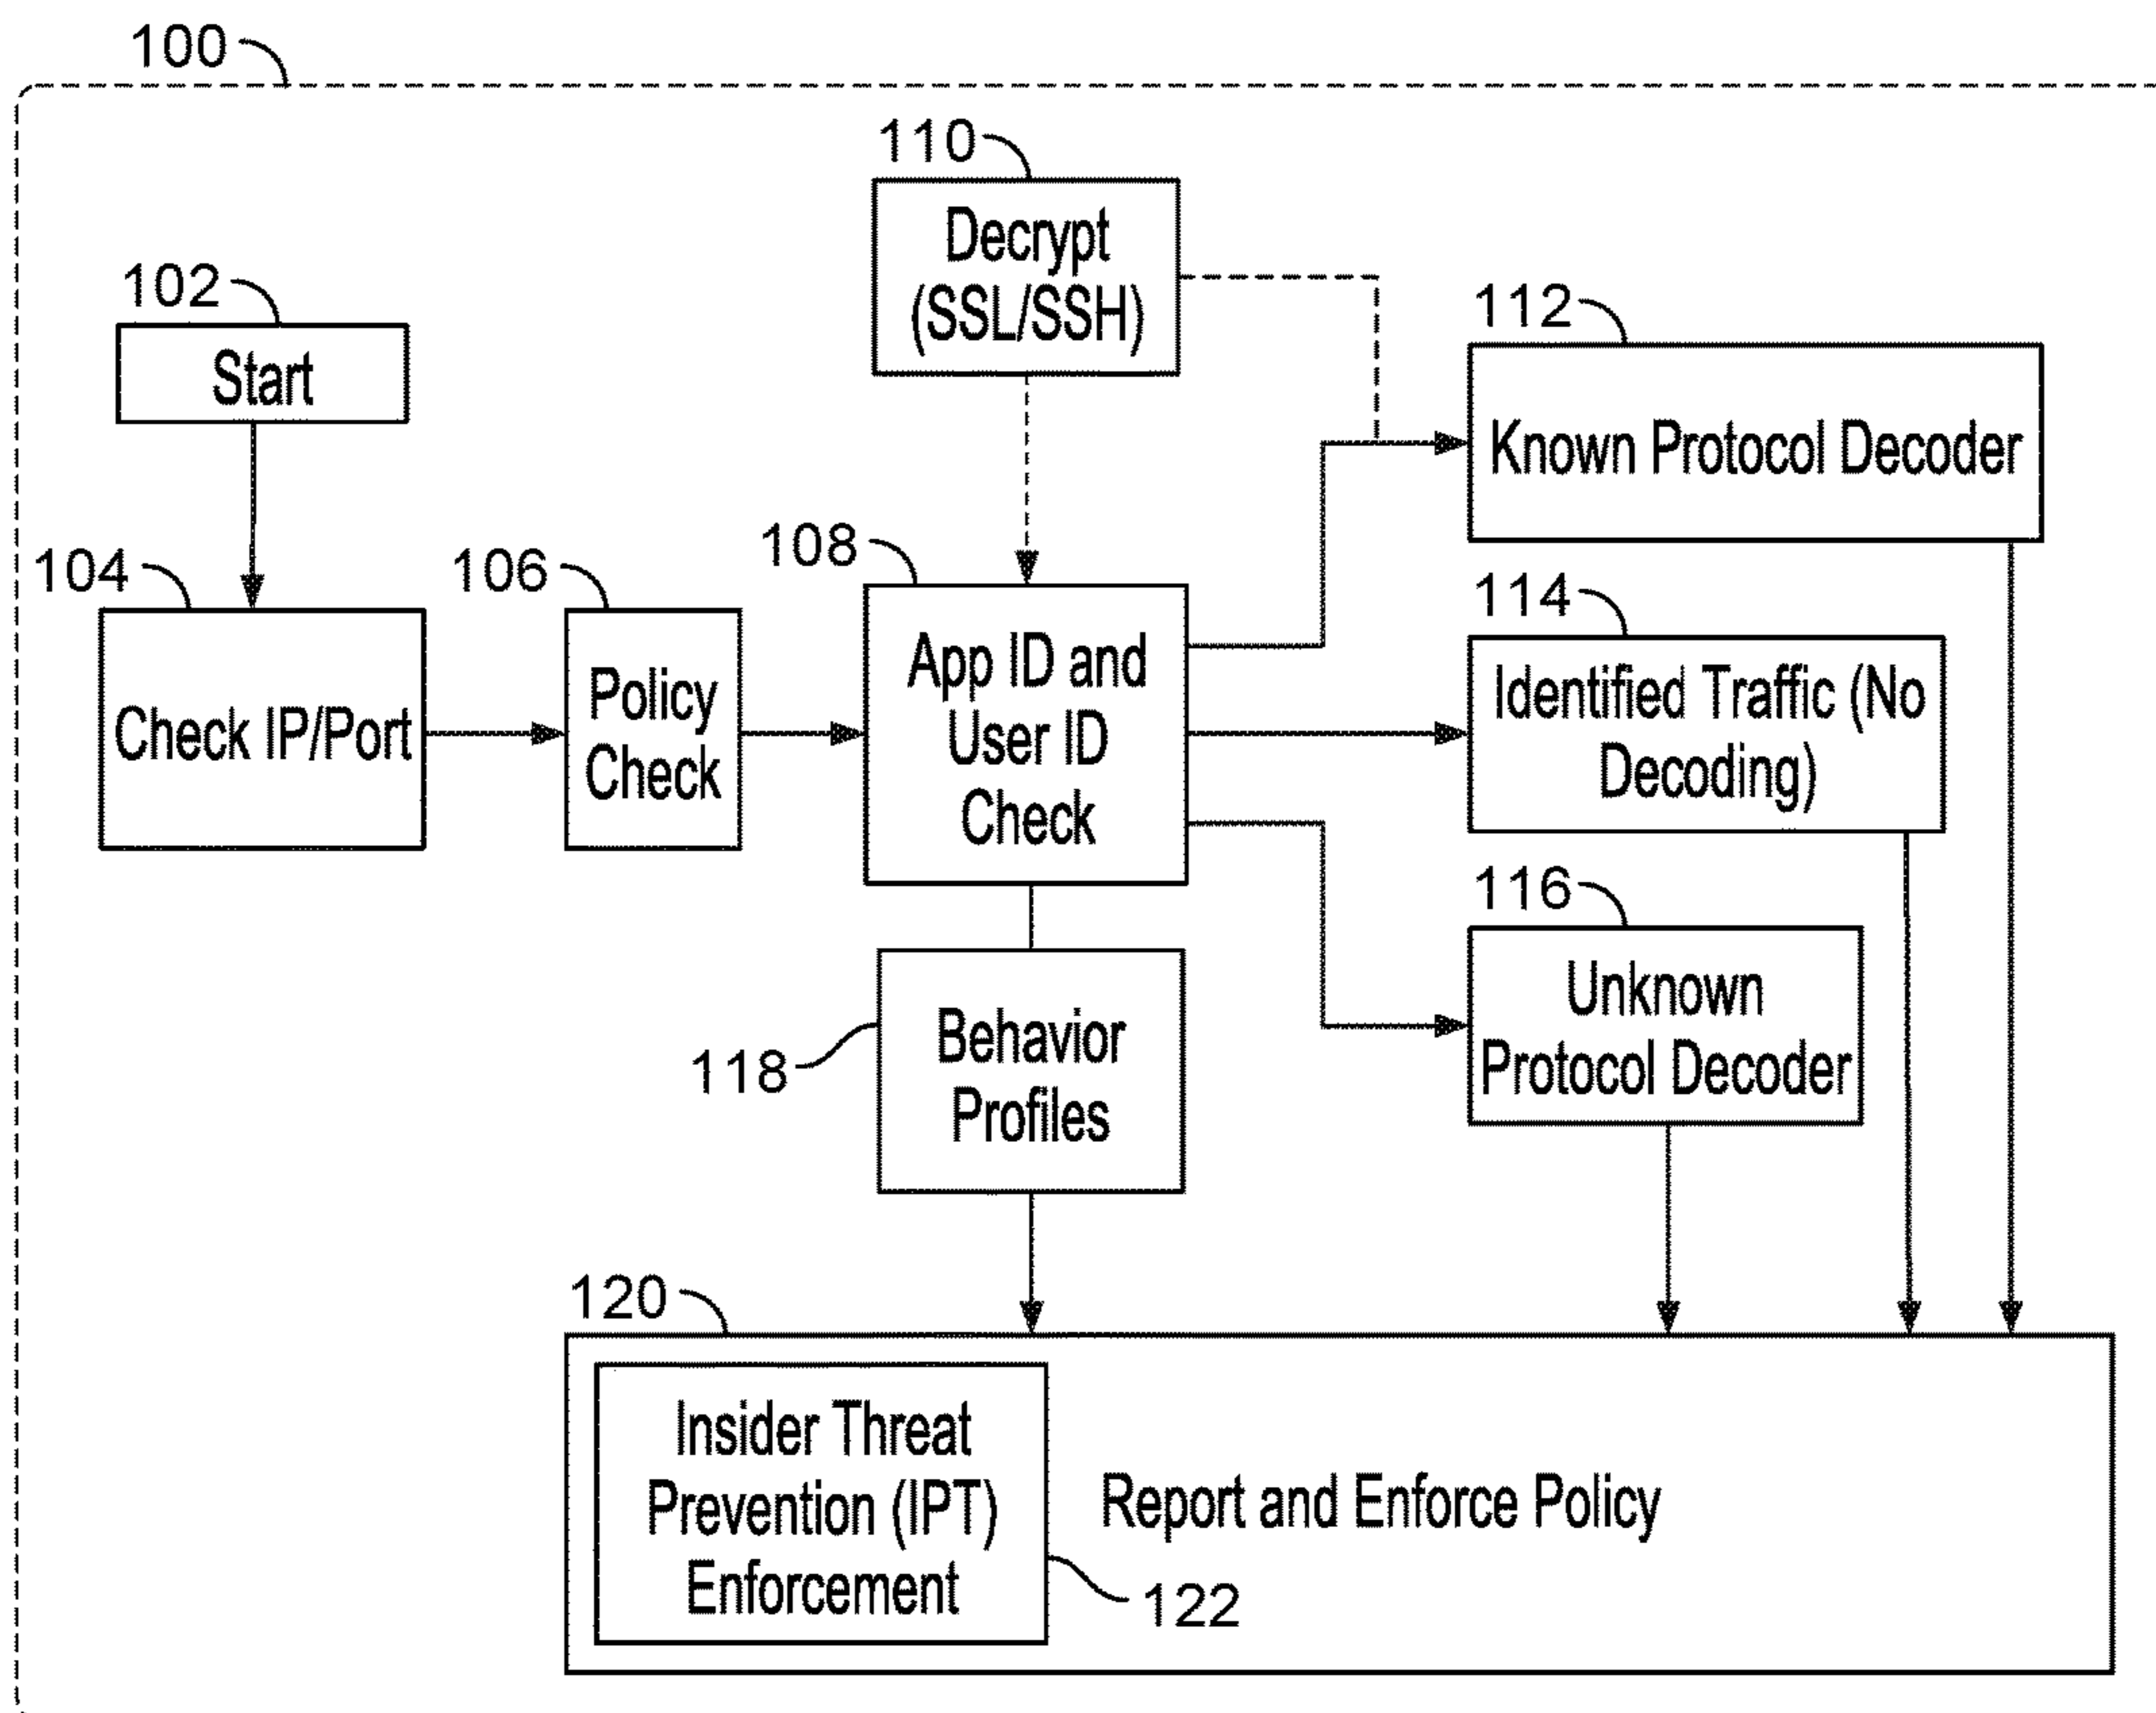 100
110
Decrypt
(SSL/SSH)
102
Start
112
Known Protocol Decoder
104
Check IP/Port
106
Policy
Check
108
App ID and
User ID
Check
114
Identified Traffic (No
Decoding)
116
Unknown
Protocol Decoder
118
Behavior
Profiles
120
Insider Threat
Prevention (IPT)
Enforcement
122
Report and Enforce Policy